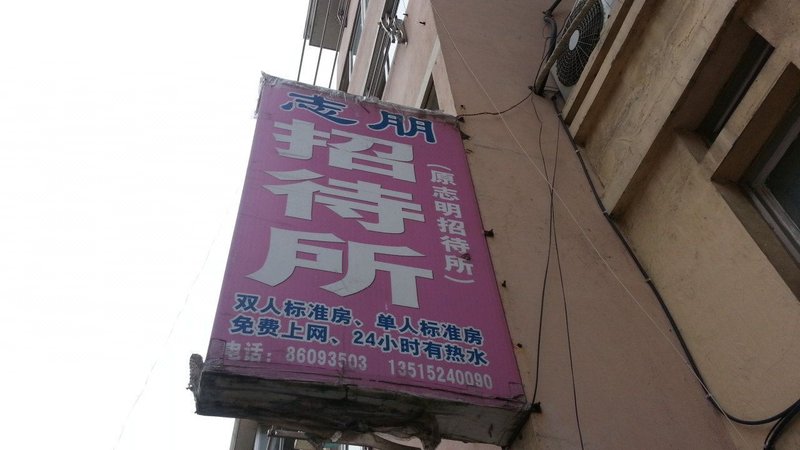 志朋
招待所
（原志明招待所）
双人标准房、单人标准房
免费上网、24小时有热水
电话：86093503 13515240090